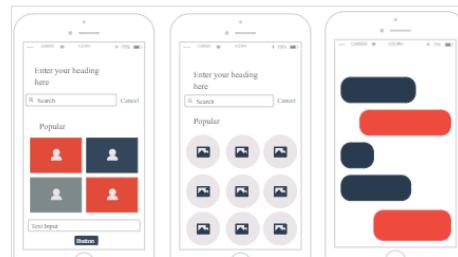 Enter your heading
here
Search
Cancel
Popular
Text Input
Button
Enter your heading
here
Search
Cancel
Popular